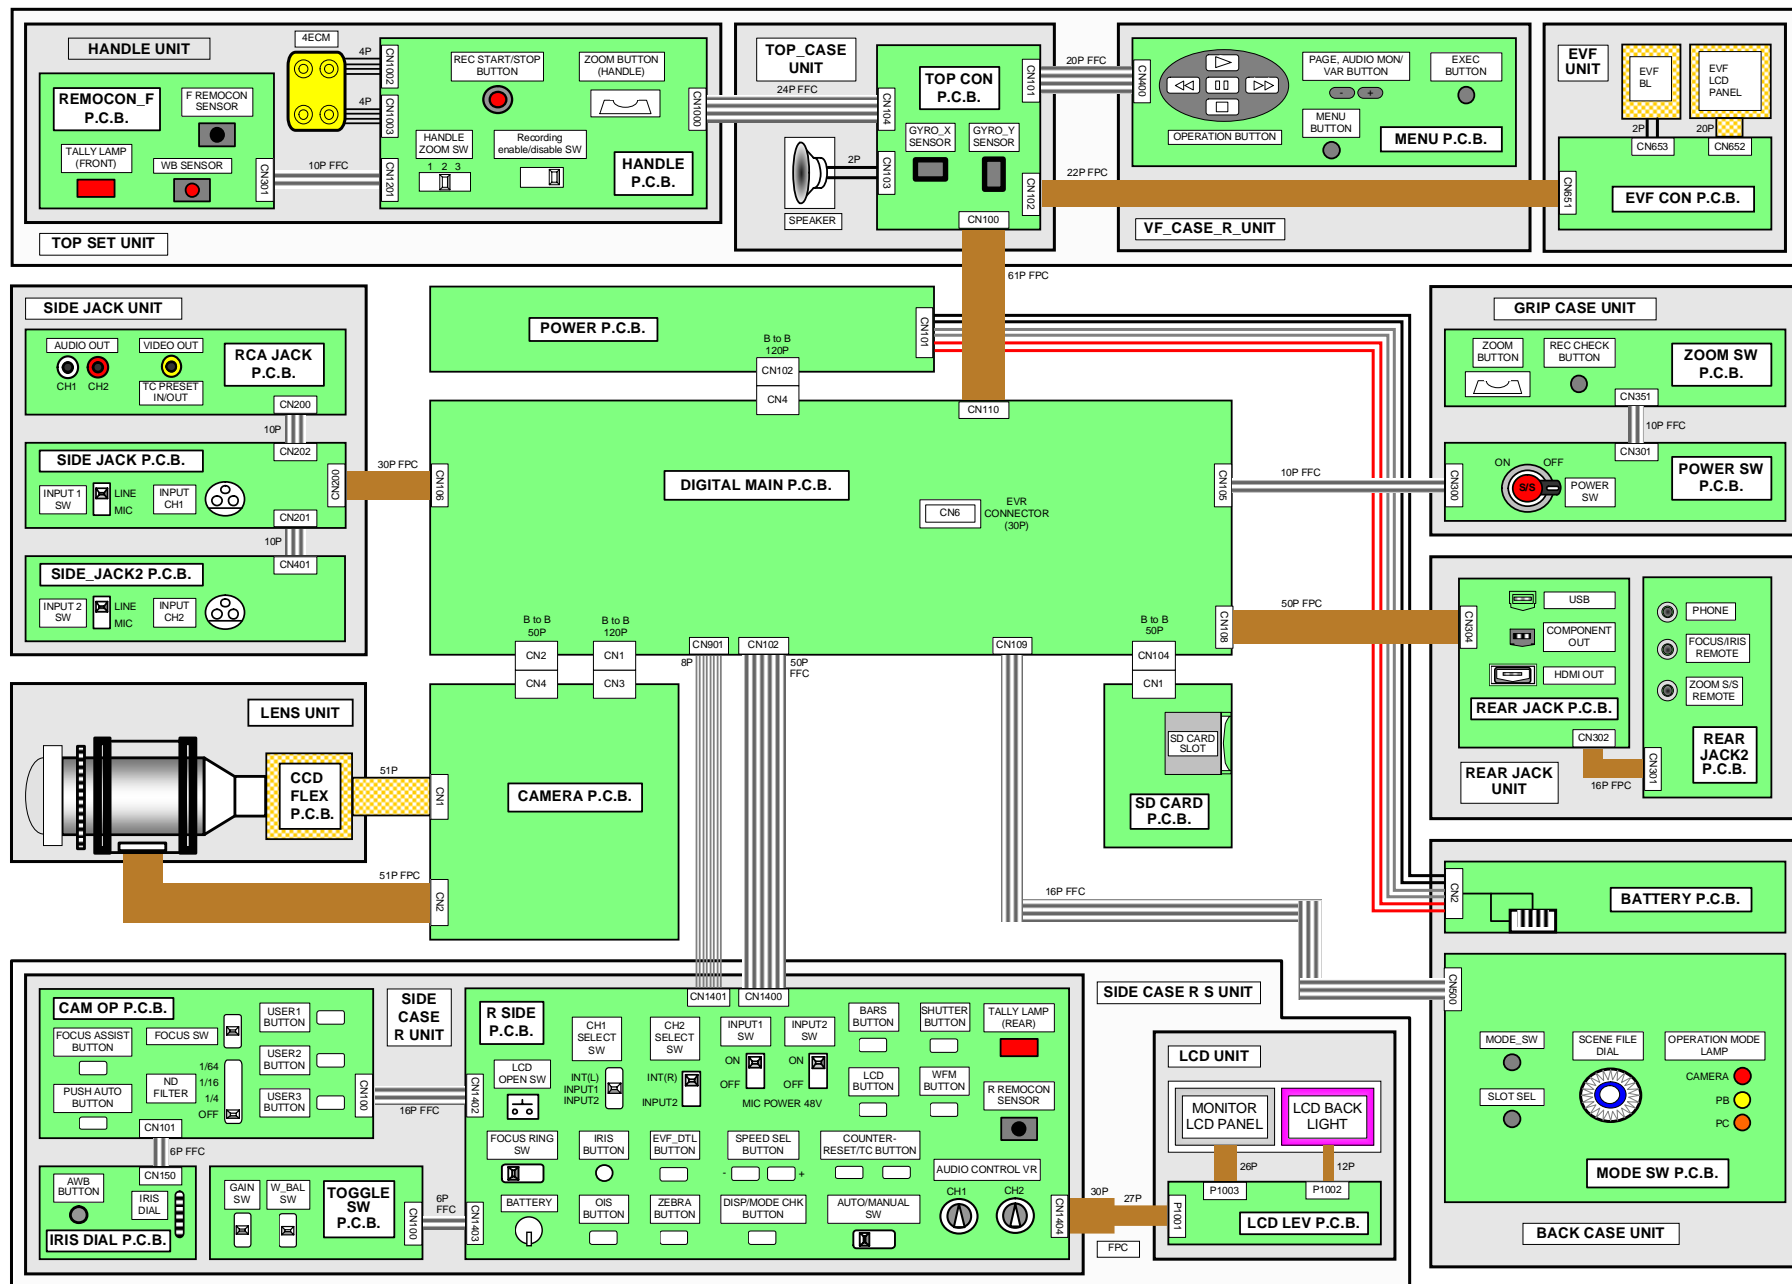 HANDLE UNIT
REMOCON_F
P.C.B.
F REMOCON
SENSOR
TALLY LAMP
(FRONT)
WB SENSOR
CN301
10P FFC
4ECM
4P
4P
CN1002
CN1003
CN1201
REC START/STOP
BUTTON
ZOOM BUTTON
(HANDLE)
HANDLE
ZOOM SW
1 2 3
Recording
enable/disable SW
HANDLE
P.C.B.
CN1000
24P FFC
TOP SET UNIT
TOP_CASE
UNIT
SPEAKER
2P
CN104
CN103
TOP CON
P.C.B.
GYRO_X
SENSOR
GYRO_Y
SENSOR
CN100
CN101
CN102
20P FFC
22P FPC
61P FPC
CN400
OPERATION BUTTON
PAGE, AUDIO MON/
VAR BUTTON
- +
EXEC
BUTTON
MENU
BUTTON
MENU P.C.B.
VF_CASE_R_UNIT
EVF
UNIT
EVF
BL
EVF
LCD
PANEL
2P
20P
CN653
CN652
CN651
EVF CON P.C.B.
SIDE JACK UNIT
AUDIO OUT
CH1 CH2
VIDEO OUT
TC PRESET
IN/OUT
RCA JACK
P.C.B.
CN200
10P
CN202
SIDE JACK P.C.B.
INPUT 1
SW
LINE
MIC
INPUT
CH1
CN200
CN201
10P
CN401
SIDE_JACK2 P.C.B.
INPUT 2
SW
LINE
MIC
INPUT
CH2
30P FPC
POWER P.C.B.
CN101
B to B
120P
CN102
CN4
CN110
CN106
DIGITAL MAIN P.C.B.
CN6
EVR
CONNECTOR
(30P)
CN105
CN108
10P FFC
50P FPC
B to B
50P
B to B
120P
CN2
CN1
CN4
CN3
CN901
8P
CN102
50P
FFC
CN109
B to B
50P
CN104
CN1
GRIP CASE UNIT
ZOOM
BUTTON
REC CHECK
BUTTON
ZOOM SW
P.C.B.
CN351
10P FFC
CN301
CN300
ON OFF
S/S
POWER
SW
POWER SW
P.C.B.
CN304
USB
COMPONENT
OUT
HDMI OUT
REAR JACK P.C.B.
CN302
16P FPC
CN301
PHONE
FOCUS/IRIS
REMOTE
ZOOM S/S
REMOTE
REAR
JACK2
P.C.B.
REAR JACK
UNIT
LENS UNIT
CCD
FLEX
P.C.B.
51P
CN1
51P FPC
CN2
CAMERA P.C.B.
SD CARD
SLOT
SD CARD
P.C.B.
16P FFC
CN2
BATTERY P.C.B.
CN500
MODE_SW
SLOT SEL
SCENE FILE
DIAL
OPERATION MODE
LAMP
CAMERA
PB
PC
MODE SW P.C.B.
BACK CASE UNIT
CAM OP P.C.B.
FOCUS ASSIST
BUTTON
FOCUS SW
PUSH AUTO
BUTTON
ND
FILTER
1/64
1/16
1/4
OFF
USER1
BUTTON
USER2
BUTTON
USER3
BUTTON
CN100
CN101
6P FFC
CN150
AWB
BUTTON
IRIS
DIAL
IRIS DIAL P.C.B.
SIDE
CASE
R UNIT
16P FFC
GAIN
SW
W_BAL
SW
TOGGLE
SW
P.C.B.
CN100
6P
FFC
CN1401
CN1400
CN1402
CN1403
R SIDE
P.C.B.
LCD
OPEN SW
CH1
SELECT
SW
INT(L)
INPUT1
INPUT2
CH2
SELECT
SW
INT(R)
INPUT2
INPUT1
SW
ON
OFF
INPUT2
SW
ON
OFF
MIC POWER 48V
BARS
BUTTON
SHUTTER
BUTTON
TALLY LAMP
(REAR)
LCD
BUTTON
WFM
BUTTON
R REMOCON
SENSOR
FOCUS RING
SW
IRIS
BUTTON
EVF_DTL
BUTTON
SPEED SEL
BUTTON
- +
COUNTER-
RESET/TC BUTTON
AUDIO CONTROL VR
CH1 CH2
BATTERY
OIS
BUTTON
ZEBRA
BUTTON
DISP/MODE CHK
BUTTON
AUTO/MANUAL
SW
CN1404
30P
27P
FPC
SIDE CASE R S UNIT
LCD UNIT
MONITOR
LCD PANEL
LCD BACK
LIGHT
26P
12P
P1003
P1002
P1001
LCD LEV P.C.B.